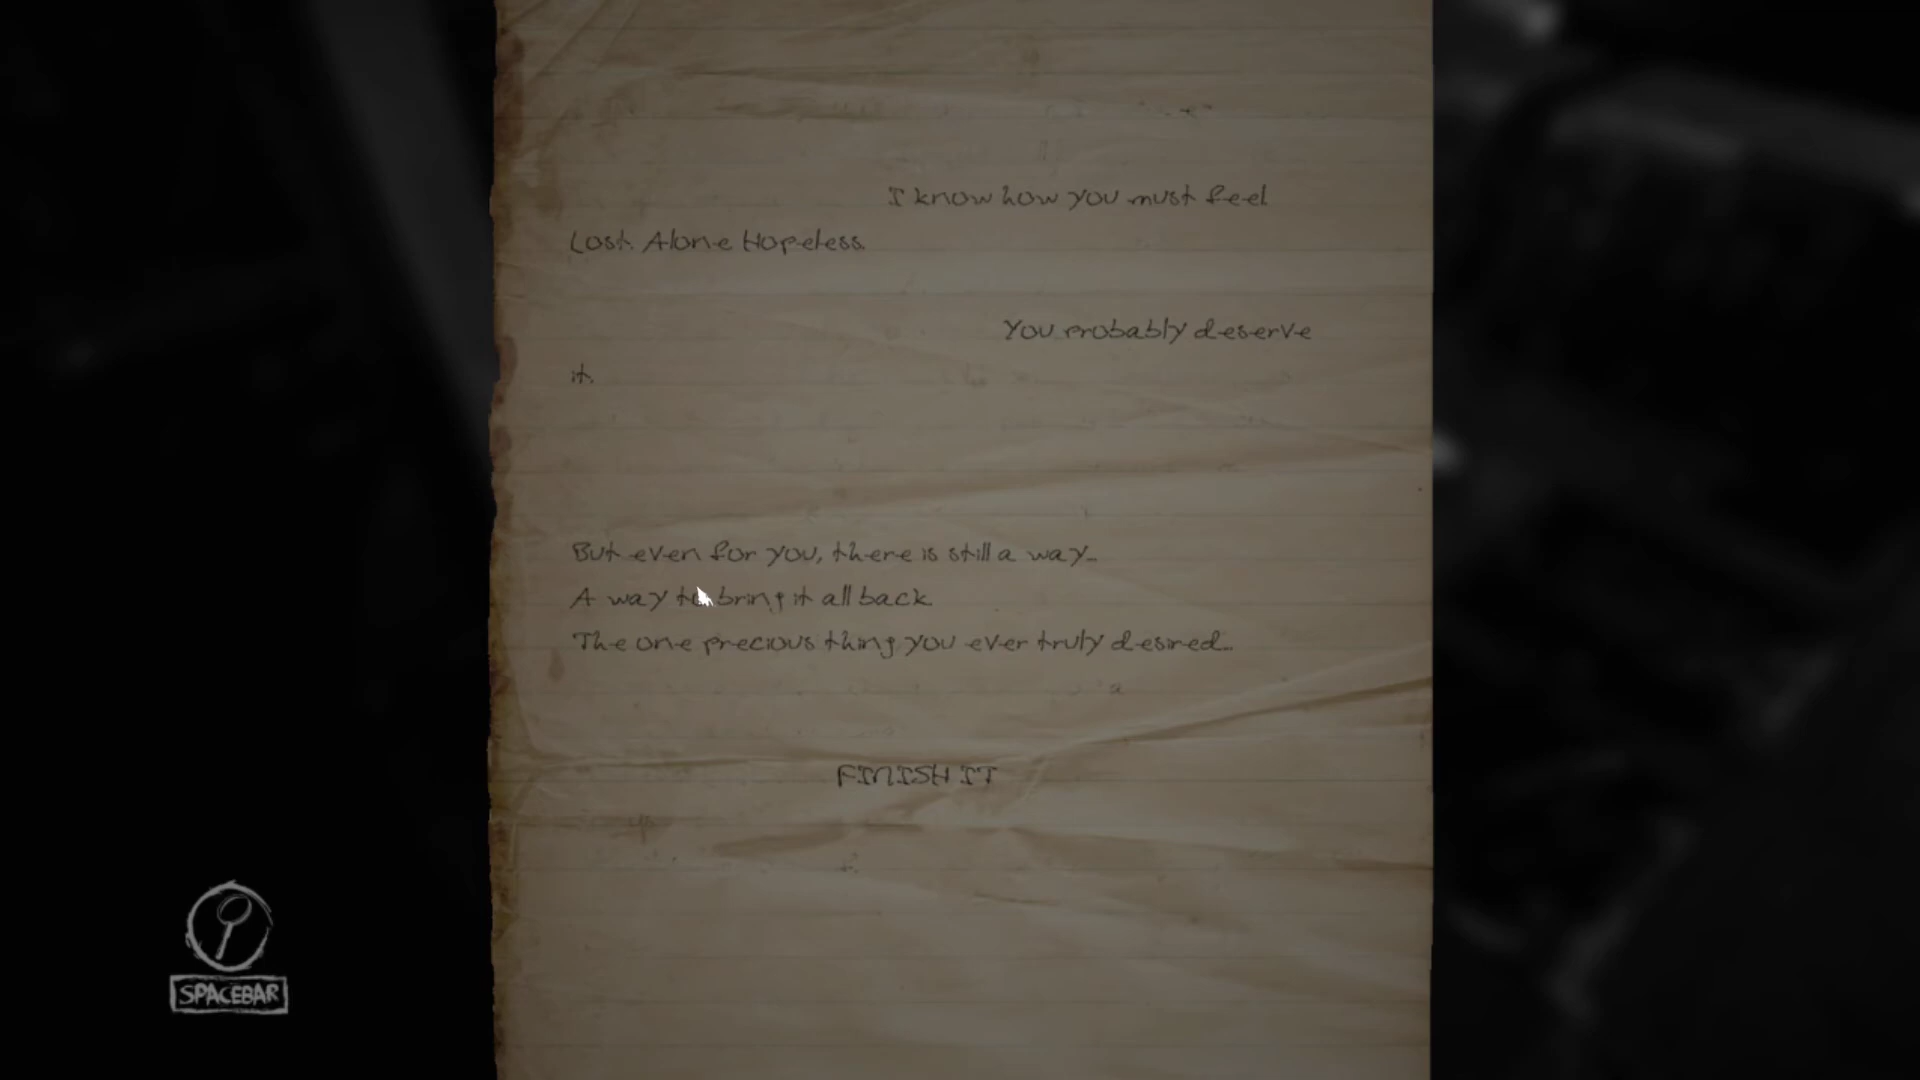 I know how you must feel
Lost. Alone Hopeless.
You probably deserve
it.
But even for you, there is still a way...
A way to bring it all back.
The one precious thing you ever truly desired...
FINISH IT
SPACEBAR